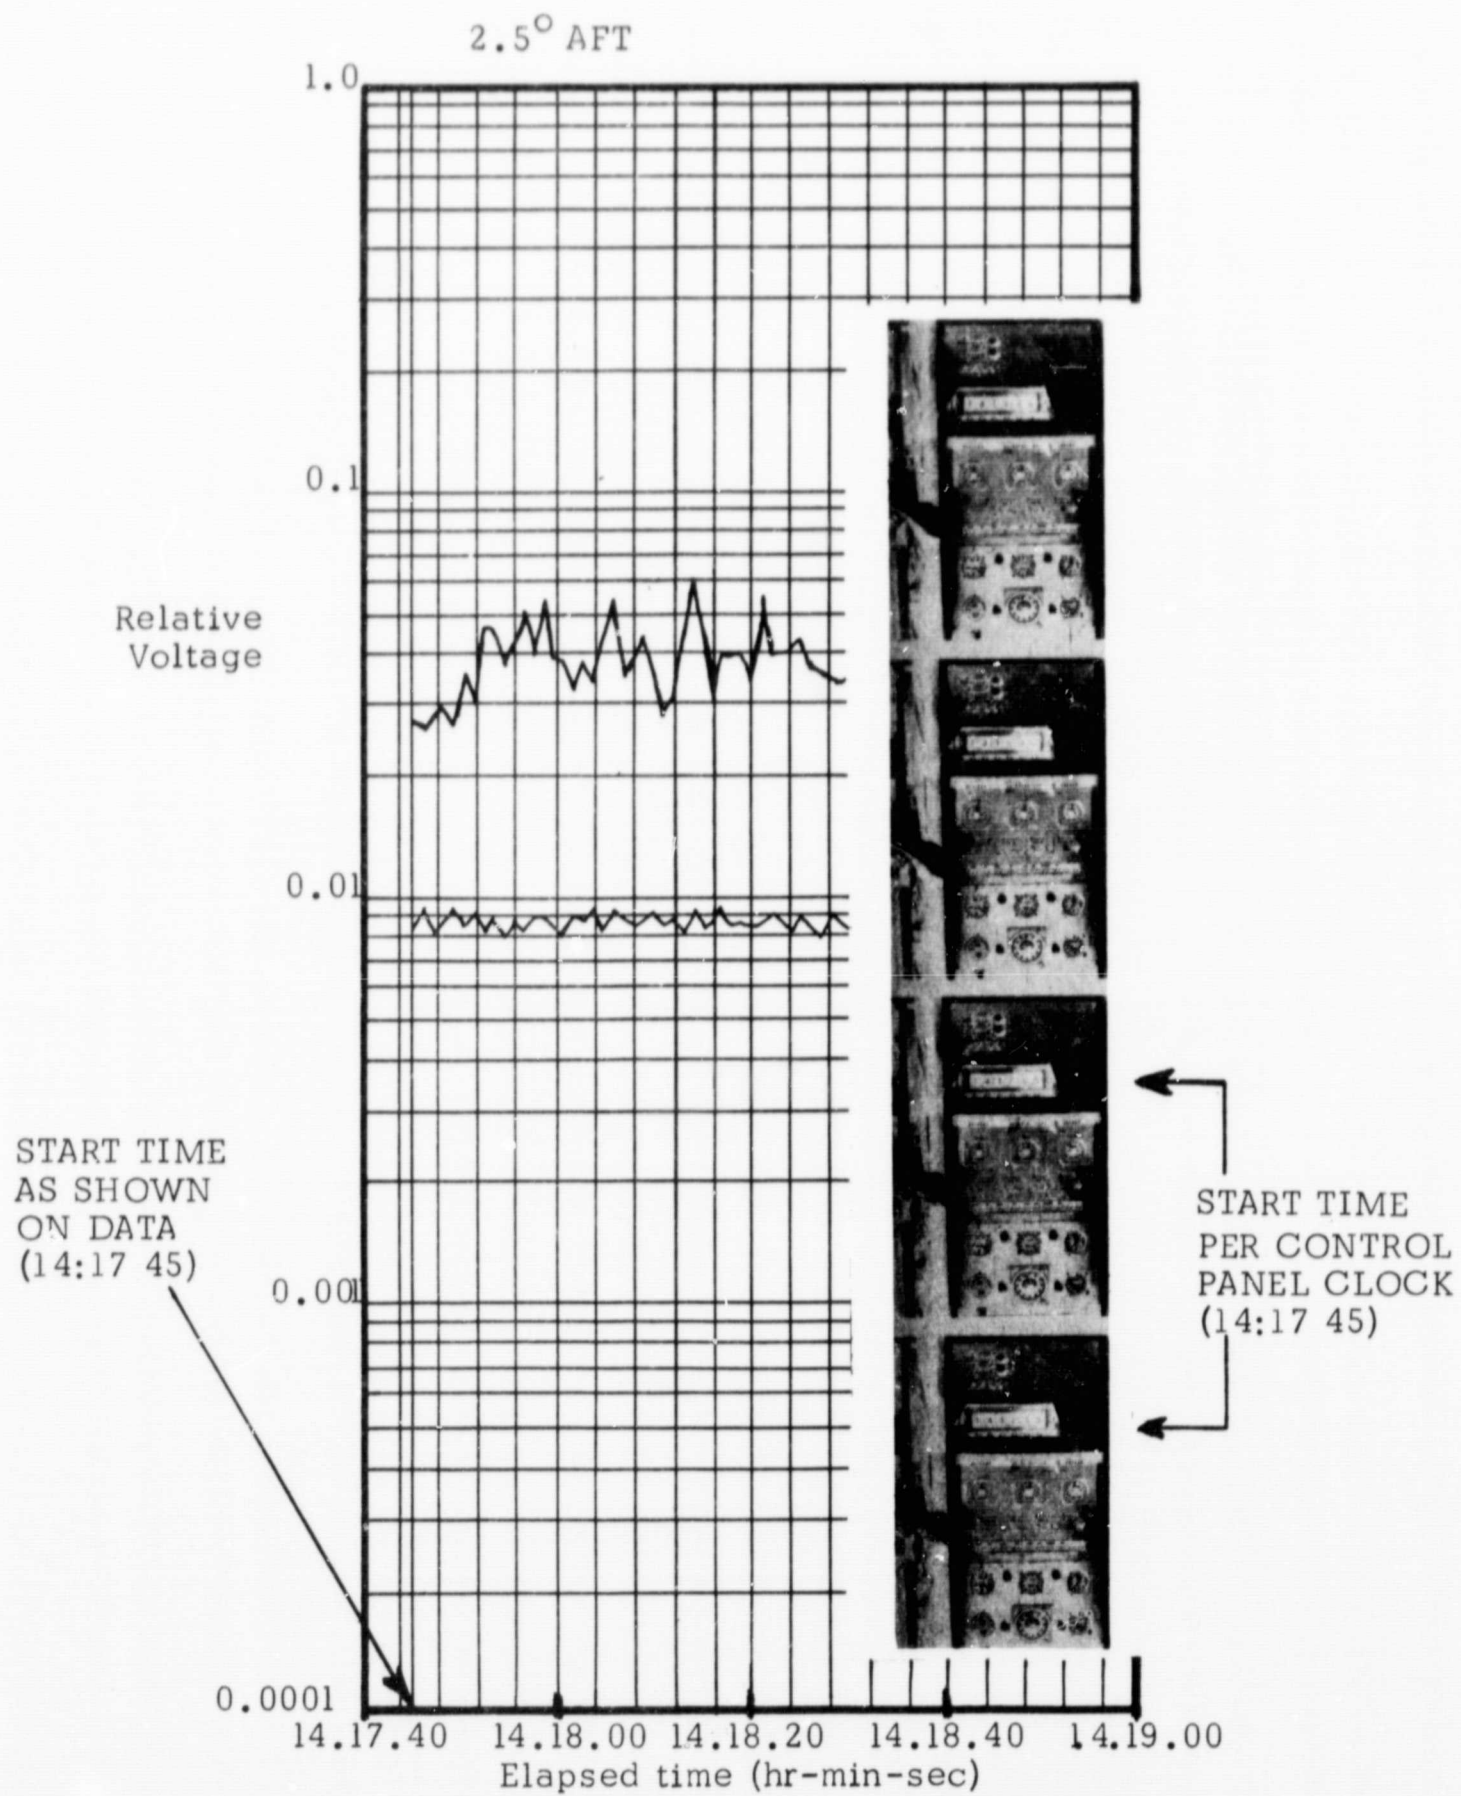 2.5° AFT
1.0
0.1
Relative
Voltage
0.01
START TIME
AS SHOWN
ON DATA
(14:17 45)
START TIME
PER CONTROL
PANEL CLOCK
(14:17 45)
0.001
0.0001
14.17.40 14.18.00 14.18.20 14.18.40 14.19.00
Elapsed time (hr-min-sec)